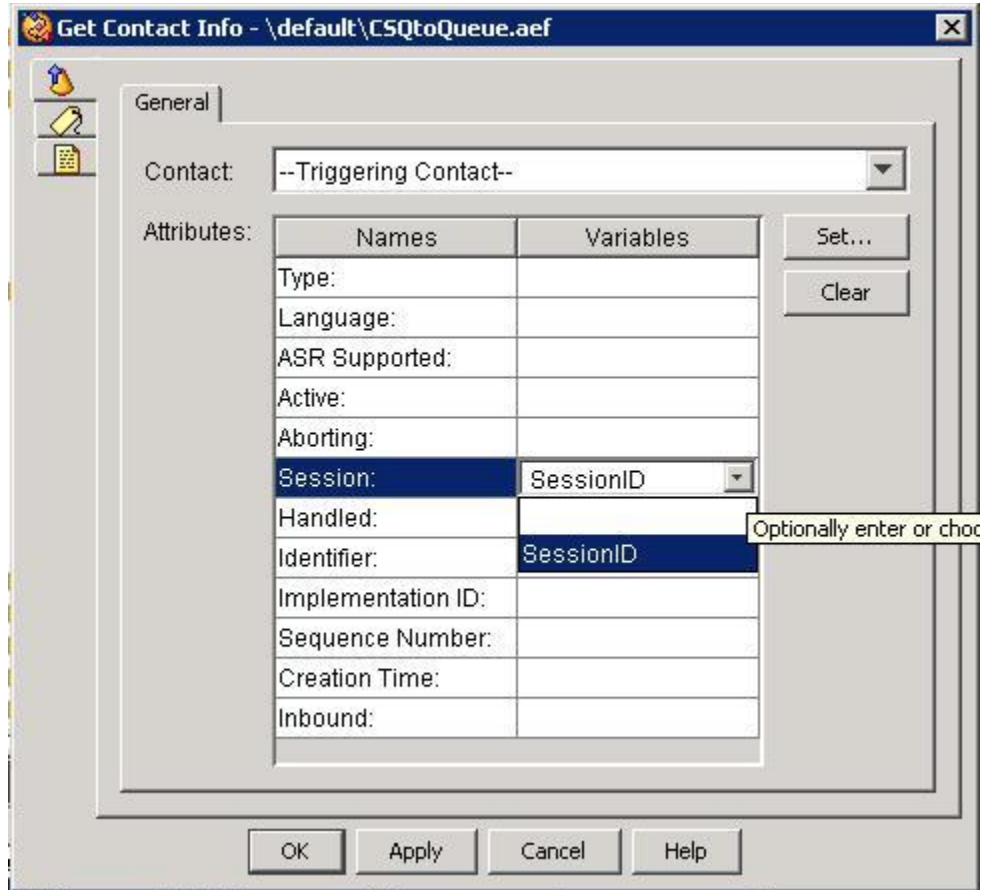 Get Contact Info - \default\CSQtoQueue.aef
General
Contact: --Triggering Contact--
Attributes: Names Variables Set...
Type: Clear
Language:
ASR Supported:
Active:
Aborting:
Session: SessionID
Handled: Optionally enter or
Identifier: SessionID
Implementation ID:
Sequence Number:
Creation Time:
Inbound:
OK Apply Cancel Help